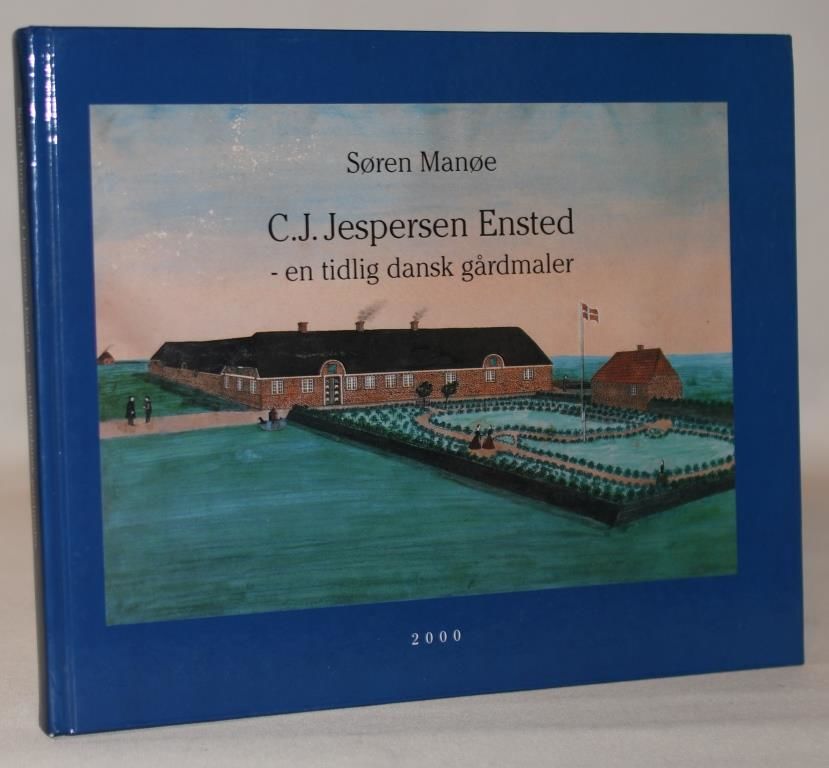 Søren Manøe
C.J. Jespersen Ensted
- en tidlig dansk gårdmaler
2000